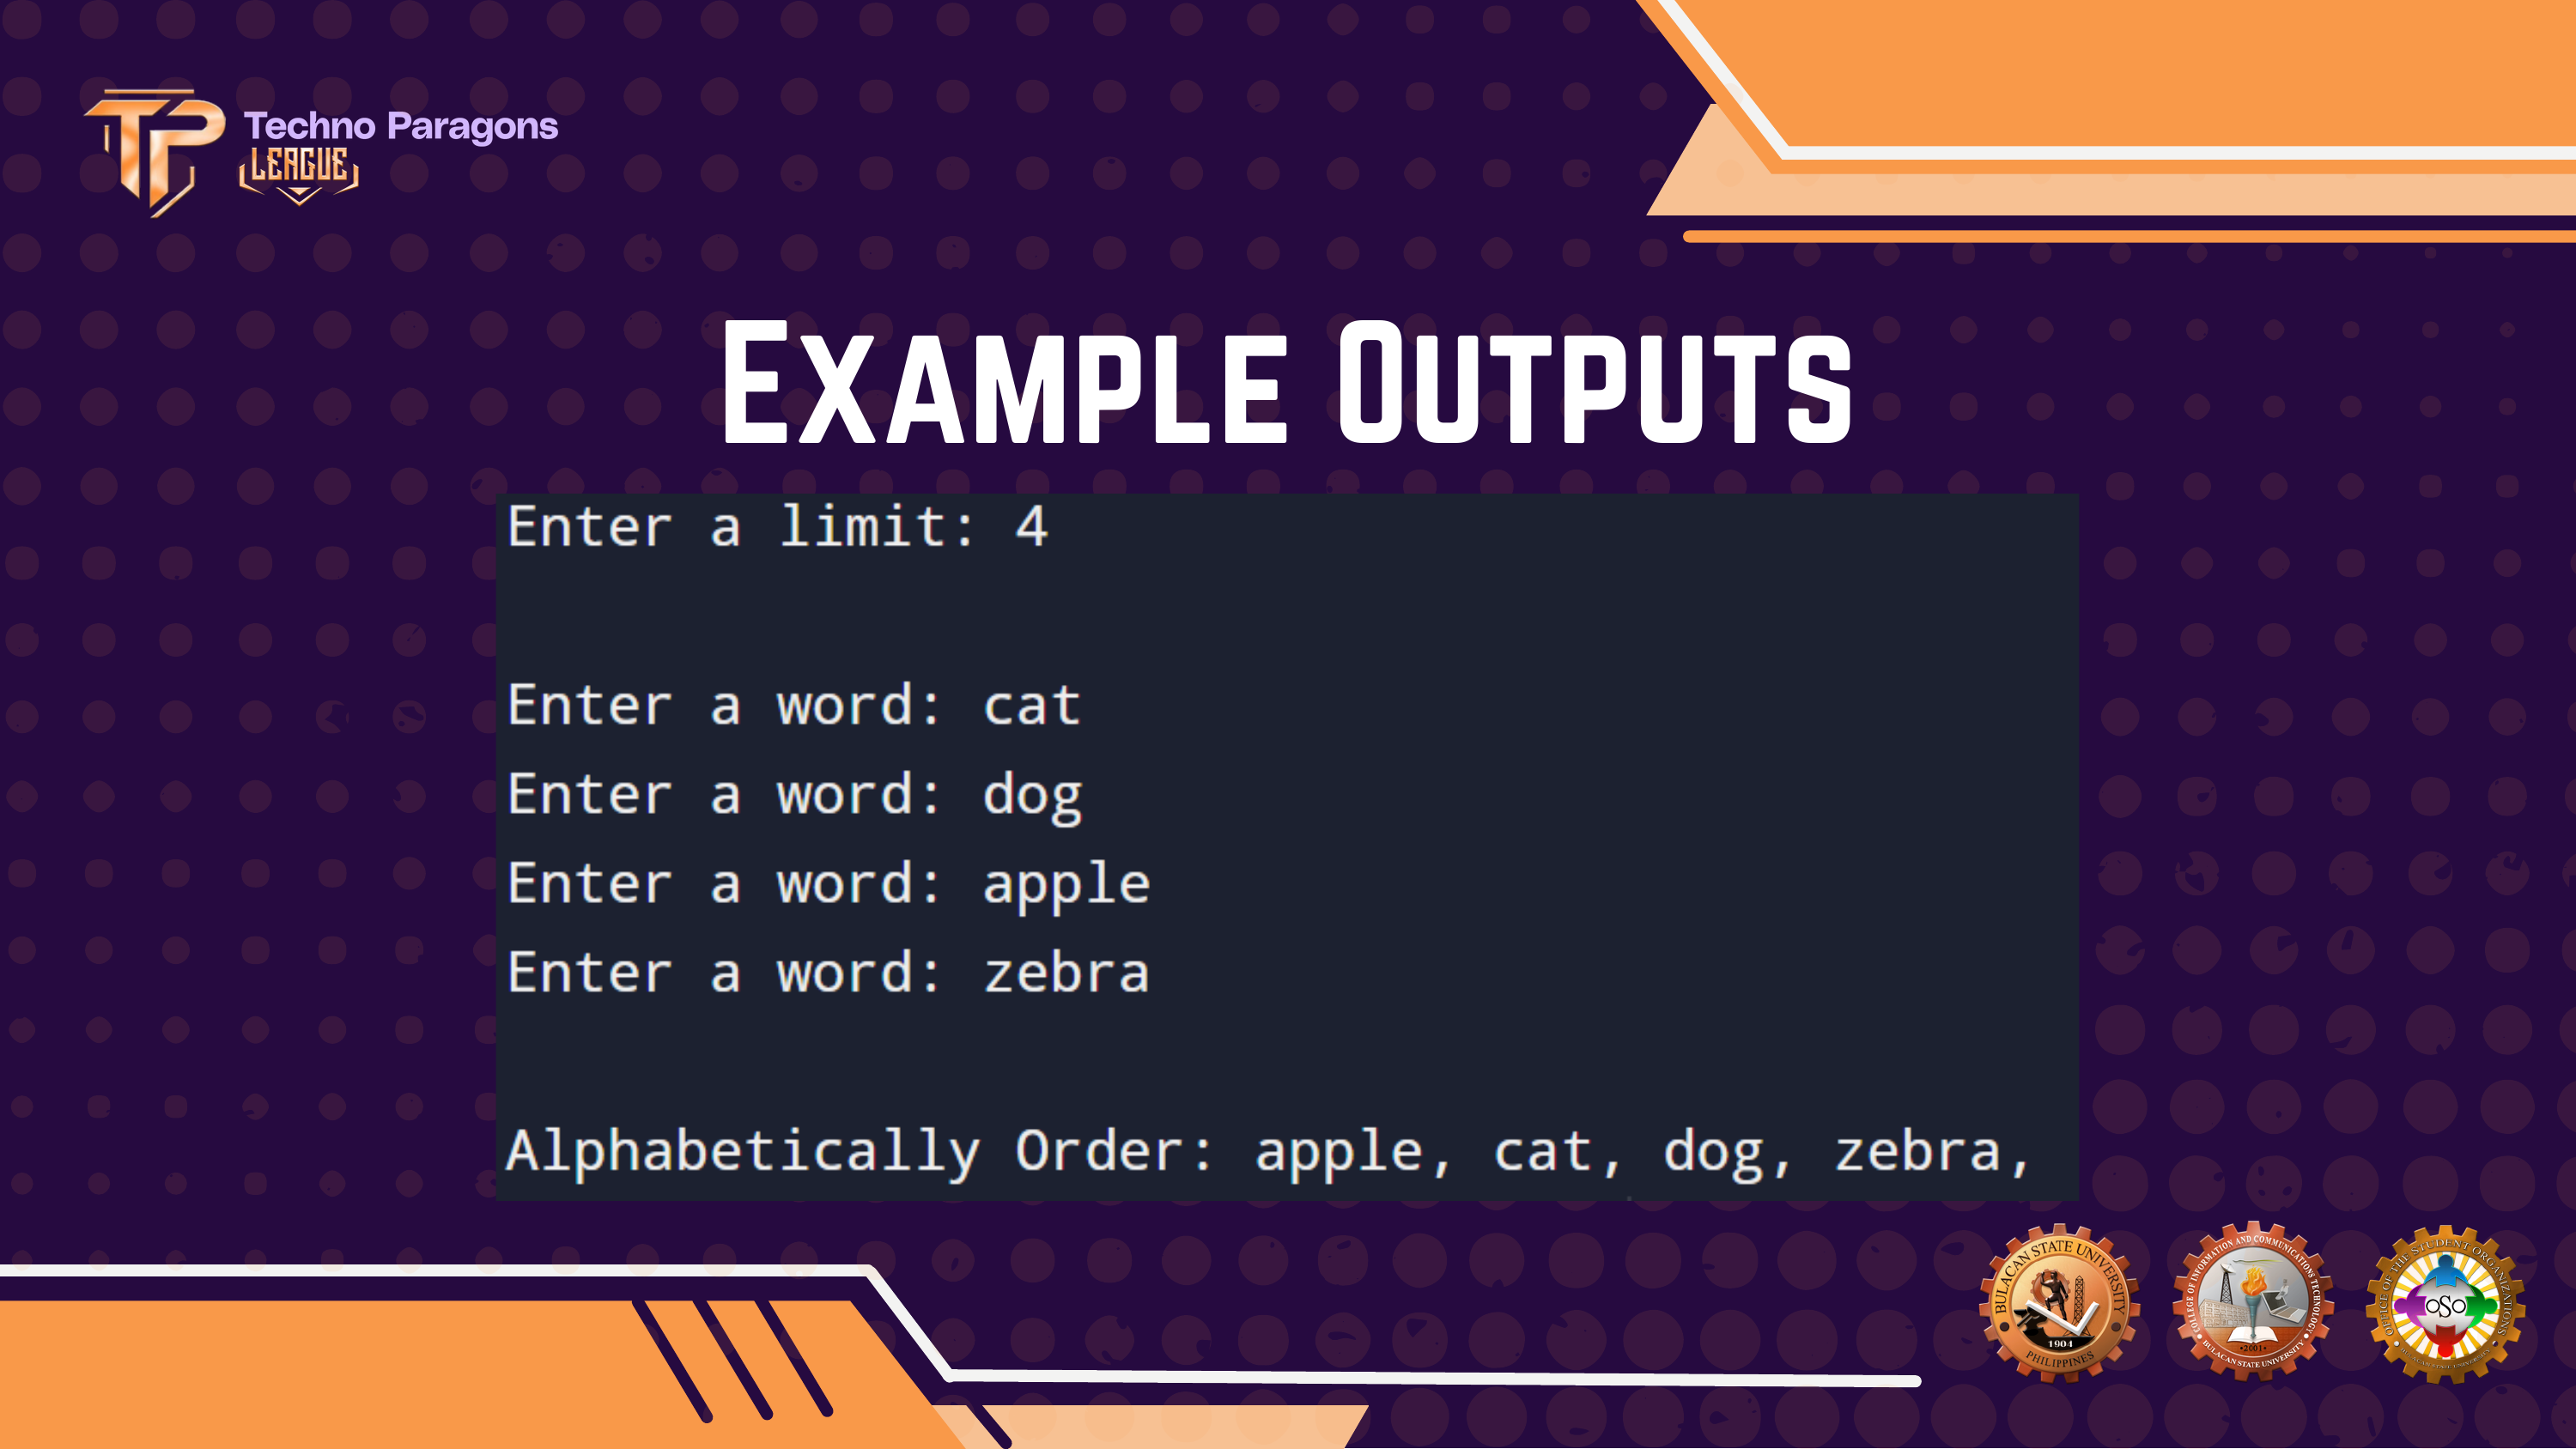 TP
Techno Paragons
LEAGUE
EXAMPLE OUTPUTS
Enter a limit: 4
Enter a word: cat
Enter a word: dog
Enter a word: apple
Enter a word: zebra
Alphabetically Order: apple, cat, dog, zebra,
BULACAN STATE UNIVERSITY
1904
PHILIPPINES
COLLEGE OF INFORMATION AND COMMUNICATIONS TECHNOLOGY
•2001•
BULACAN STATE UNIVERSITY
OFFICE OF THE STUDENT ORGANIZATIONS
oSo
BULACAN STATE UNIVERSITY